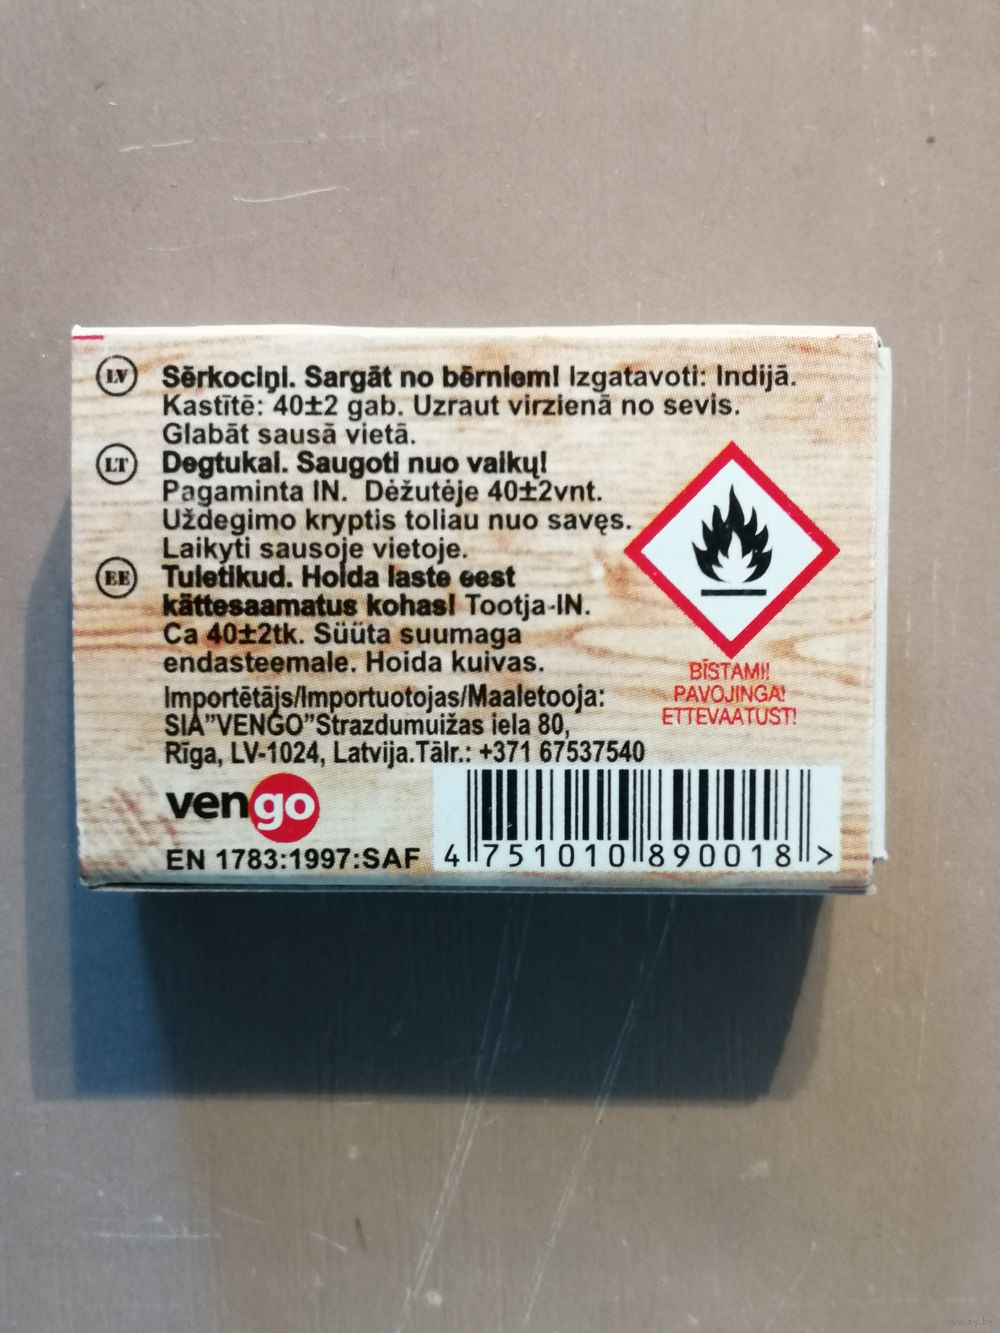 LV Sērkociņi. Sargāt no bērniem! Izgatavoti: Indijā.
Kastītē: 40±2 gab. Uzraut virzienā no sevis.
Glabāt sausā vietā.
LT Degtukai. Saugoti nuo vaikų!
Pagaminta IN. Dėžutėje 40±2vnt.
Uždegimo kryptis toliau nuo savęs.
Laikyti sausoje vietoje.
EE Tuletikud. Hoida laste eest
kättesaamatus kohas! Tootja-IN.
Ca 40±2tk. Süüta suumaga
endasteemale. Hoida kuivas.
BĪSTAMI!
PAVOJINGA!
ETTEVAATUST!
Importētājs/Importuotojas/Maaletooja:
SIA"VENGO"Strazdumuižas iela 80,
Rīga, LV-1024, Latvija.Tālr.: +371 67537540
vengo
EN 1783:1997:SAF
4 751010 890018 >
www.ay.by